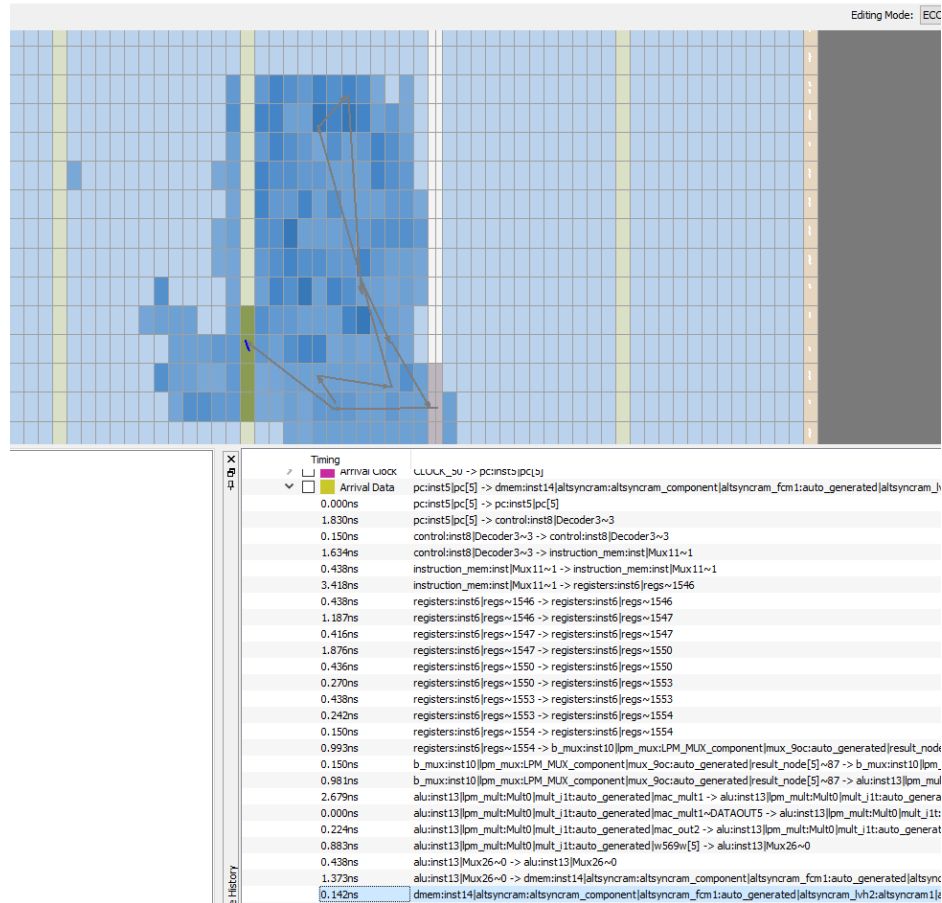 Editing Mode: ECO
Timing
Arrival Clock CLOCK_50 -> pc:inst5|pc[5]
Arrival Data pc:inst5|pc[5] -> dmem:inst14|altsyncram:altsyncram_component|altsyncram_fcm1:auto_generated|altsyncram_lv
0.000ns pc:inst5|pc[5] -> pc:inst5|pc[5]
1.830ns pc:inst5|pc[5] -> control:inst8|Decoder3~3
0.150ns control:inst8|Decoder3~3 -> control:inst8|Decoder3~3
1.634ns control:inst8|Decoder3~3 -> instruction_mem:inst|Mux11~1
0.438ns instruction_mem:inst|Mux11~1 -> instruction_mem:inst|Mux11~1
3.418ns instruction_mem:inst|Mux11~1 -> registers:inst6|regs~1546
0.438ns registers:inst6|regs~1546 -> registers:inst6|regs~1546
1.187ns registers:inst6|regs~1546 -> registers:inst6|regs~1547
0.416ns registers:inst6|regs~1547 -> registers:inst6|regs~1547
1.876ns registers:inst6|regs~1547 -> registers:inst6|regs~1550
0.436ns registers:inst6|regs~1550 -> registers:inst6|regs~1550
0.270ns registers:inst6|regs~1550 -> registers:inst6|regs~1553
0.438ns registers:inst6|regs~1553 -> registers:inst6|regs~1553
0.242ns registers:inst6|regs~1553 -> registers:inst6|regs~1554
0.150ns registers:inst6|regs~1554 -> registers:inst6|regs~1554
0.993ns registers:inst6|regs~1554 -> b_mux:inst10|lpm_mux:LPM_MUX_component|mux_9oc:auto_generated|result_node
0.150ns b_mux:inst10|lpm_mux:LPM_MUX_component|mux_9oc:auto_generated|result_node[5]~87 -> b_mux:inst10|lpm_
0.981ns b_mux:inst10|lpm_mux:LPM_MUX_component|mux_9oc:auto_generated|result_node[5]~87 -> alu:inst13|lpm_mul
2.679ns alu:inst13|lpm_mult:Mult0|mult_i1t:auto_generated|mac_mult1 -> alu:inst13|lpm_mult:Mult0|mult_i1t:auto_genera
0.000ns alu:inst13|lpm_mult:Mult0|mult_i1t:auto_generated|mac_mult1~DATAOUT5 -> alu:inst13|lpm_mult:Mult0|mult_i1t:
0.224ns alu:inst13|lpm_mult:Mult0|mult_i1t:auto_generated|mac_out2 -> alu:inst13|lpm_mult:Mult0|mult_i1t:auto_generat
0.883ns alu:inst13|lpm_mult:Mult0|mult_i1t:auto_generated|w569w[5] -> alu:inst13|Mux26~0
0.438ns alu:inst13|Mux26~0 -> alu:inst13|Mux26~0
1.373ns alu:inst13|Mux26~0 -> dmem:inst14|altsyncram:altsyncram_component|altsyncram_fcm1:auto_generated|altsync
0.142ns dmem:inst14|altsyncram:altsyncram_component|altsyncram_fcm1:auto_generated|altsyncram_lvh2:altsyncram1|a
e History